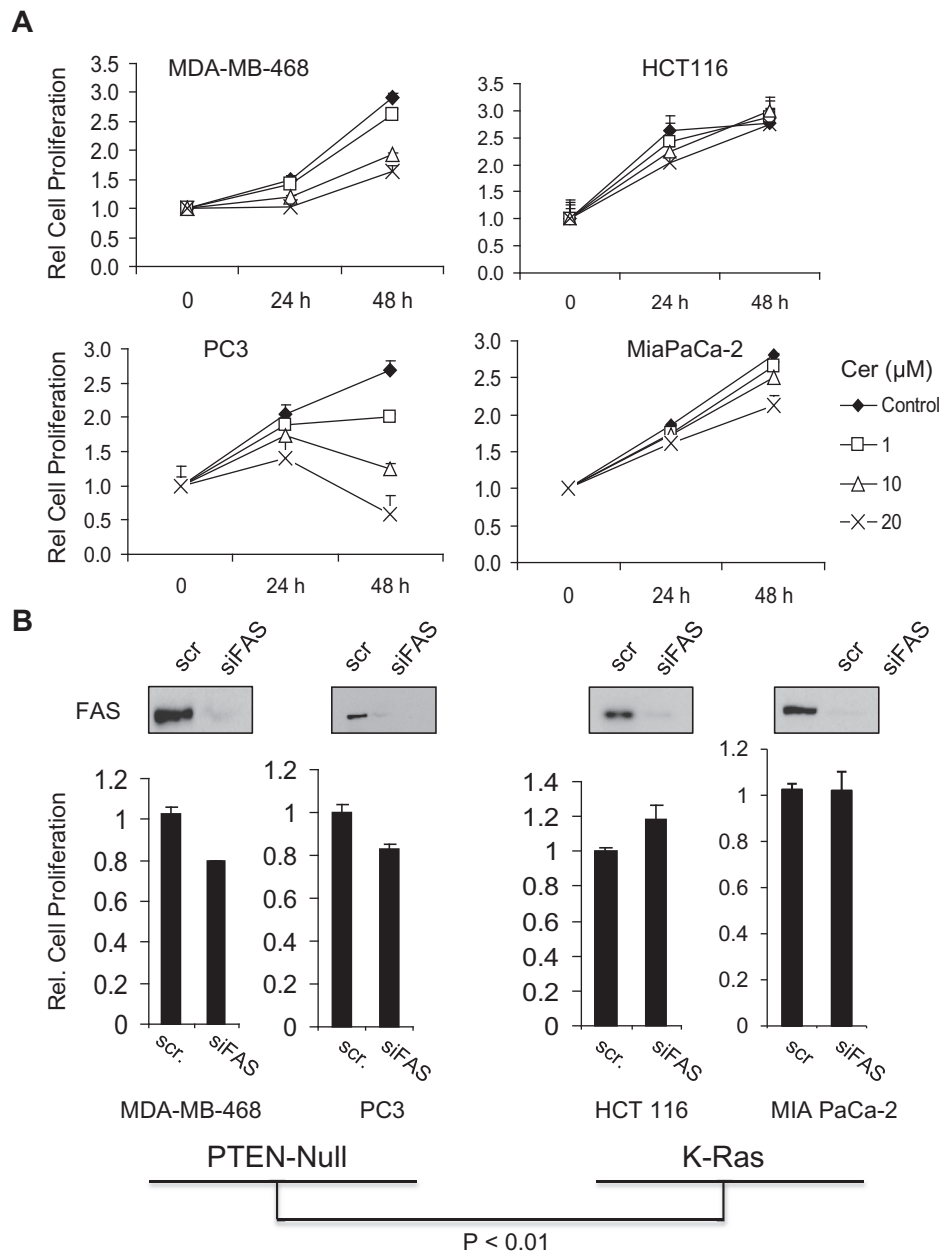 A
MDA-MB-468
Rel Cell Proliferation
3.5
3.0
2.5
2.0
1.5
1.0
0.5
0.0
0 24 h 48 h
HCT116
3.5
3.0
2.5
2.0
1.5
1.0
0.5
0.0
0 24 h 48 h
PC3
Rel Cell Proliferation
3.0
2.5
2.0
1.5
1.0
0.5
0.0
0 24 h 48 h
MiaPaCa-2
3.0
2.5
2.0
1.5
1.0
0.5
0.0
0 24 h 48 h
Cer (µM)
Control
1
10
20
B
scr siFAS
scr siFAS
scr siFAS
scr siFAS
FAS
Rel. Cell Proliferation
1.2
1
0.8
0.6
0.4
0.2
0
scr. siFAS
MDA-MB-468
1.2
1
0.8
0.6
0.4
0.2
0
scr. siFAS
PC3
1.4
1.2
1
0.8
0.6
0.4
0.2
0
scr. siFAS
HCT 116
1.2
1
0.8
0.6
0.4
0.2
0
scr siFAS
MIA PaCa-2
PTEN-Null
K-Ras
P < 0.01